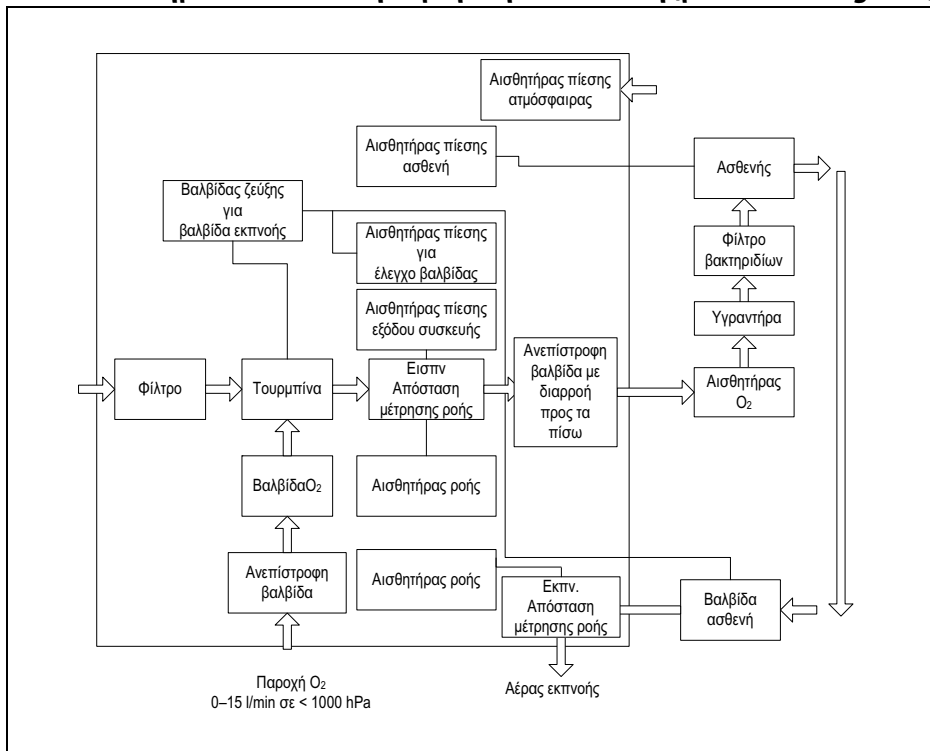 Αισθητήρας πίεσης
ατμόσφαιρας
Αισθητήρας πίεσης
ασθενή
Ασθενής
Βαλβίδας ζεύξης
για
βαλβίδα εκπνοής
Αισθητήρας πίεσης
για
έλεγχο βαλβίδας
Φίλτρο
βακτηριδίων
Αισθητήρας πίεσης
εξόδου συσκευής
Υγραντήρα
Φίλτρο
Τουρμπίνα
Εισπν
Απόσταση
μέτρησης ροής
Ανεπίστροφη
βαλβίδα με
διαρροή
προς τα
πίσω
Αισθητήρας
O₂
ΒαλβίδαO₂
Αισθητήρας ροής
Ανεπίστροφη
βαλβίδα
Αισθητήρας ροής
Εκπν.
Απόσταση
μέτρησης ροής
Βαλβίδα
ασθενή
Παροχή O₂
0–15 l/min σε < 1000 hPa
Αέρας εκπνοής